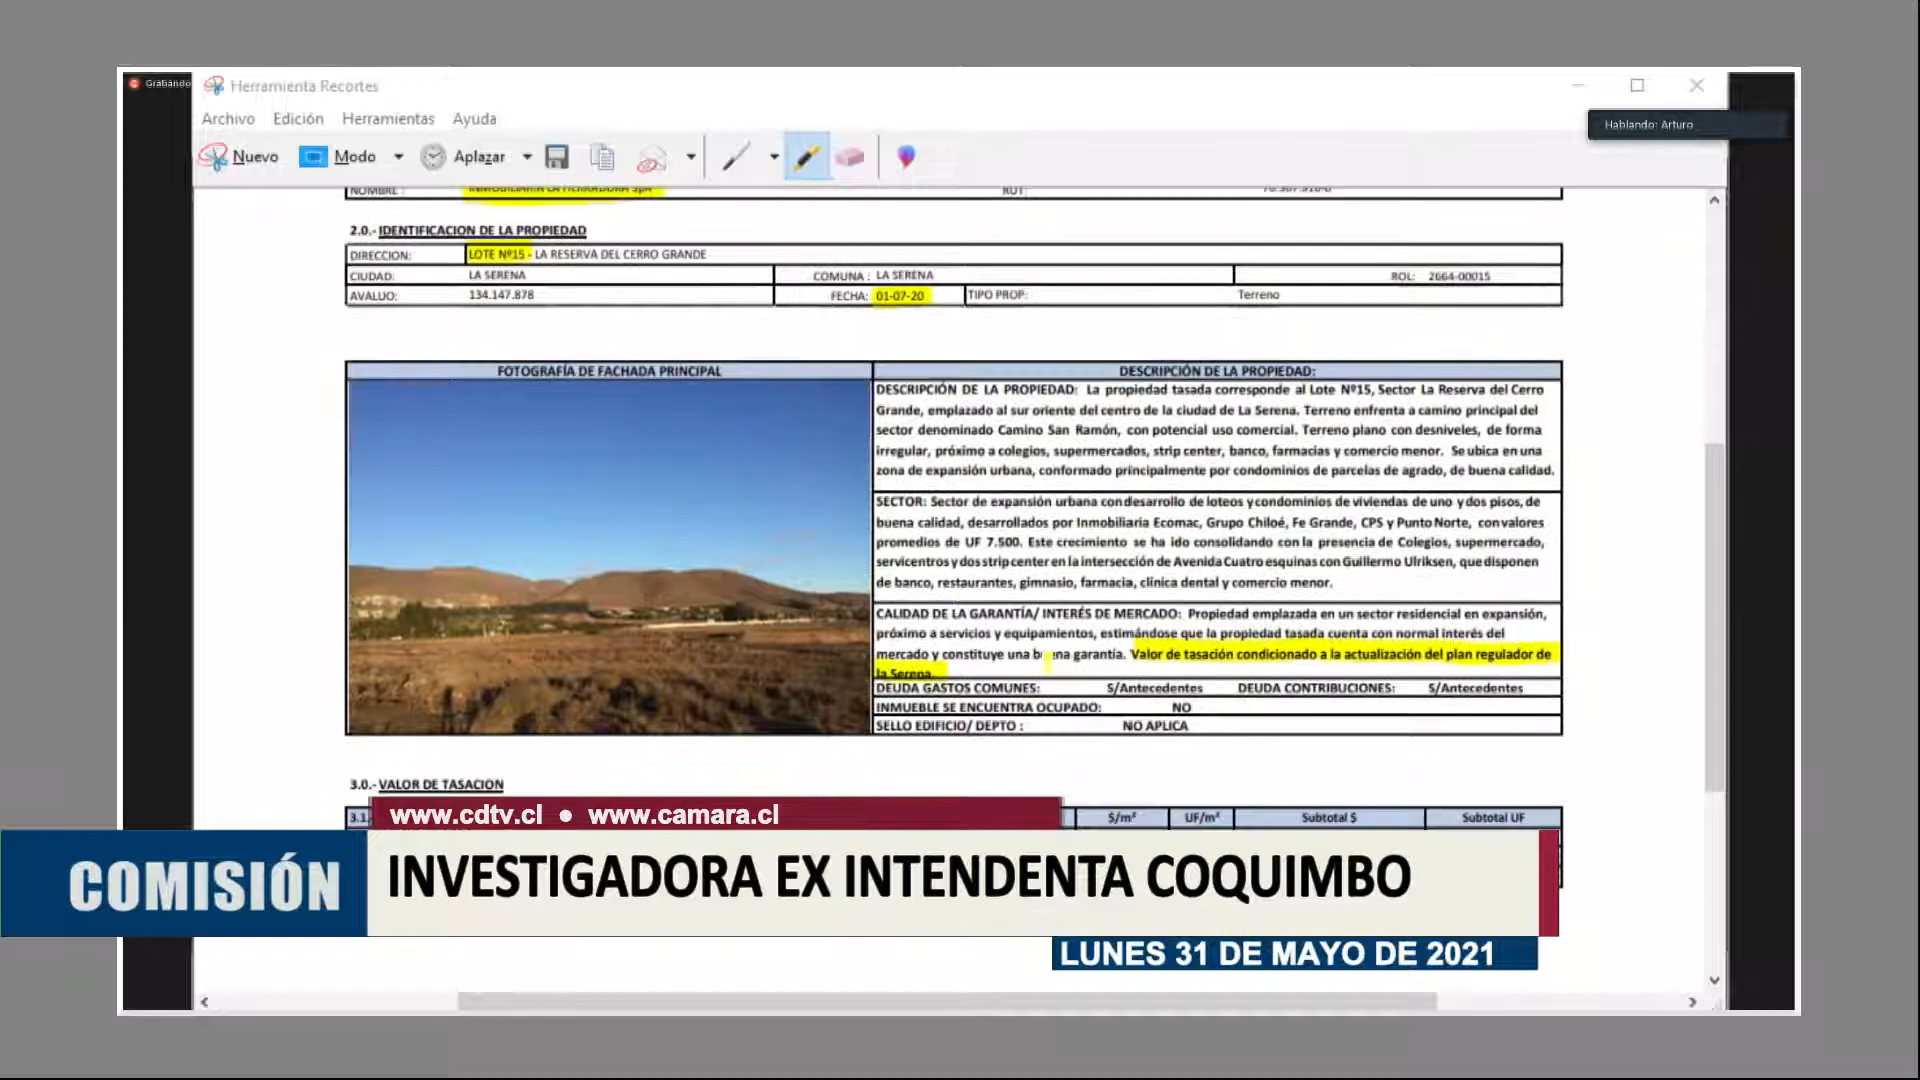 Grabando
Herramienta Recortes
Archivo Edición Herramientas Ayuda
Hablando: Arturo
Nuevo Modo Aplazar
NOMBRE : INMOBILIARIA LA HERRADURA SpA RUT:
2.0.- IDENTIFICACION DE LA PROPIEDAD
DIRECCION: LOTE Nº15 - LA RESERVA DEL CERRO GRANDE
CIUDAD: LA SERENA COMUNA : LA SERENA ROL: 2664-00015
AVALUO: 134.147.878 FECHA: 01-07-20 TIPO PROP: Terreno
FOTOGRAFÍA DE FACHADA PRINCIPAL DESCRIPCIÓN DE LA PROPIEDAD:
DESCRIPCIÓN DE LA PROPIEDAD: La propiedad tasada corresponde al Lote Nº15, Sector La Reserva del Cerro
Grande, emplazado al sur oriente del centro de la ciudad de La Serena. Terreno enfrenta a camino principal del
sector denominado Camino San Ramón, con potencial uso comercial. Terreno plano con desniveles, de forma
irregular, próximo a colegios, supermercados, strip center, banco, farmacias y comercio menor. Se ubica en una
zona de expansión urbana, conformado principalmente por condominios de parcelas de agrado, de buena calidad.
SECTOR: Sector de expansión urbana con desarrollo de loteos y condominios de viviendas de uno y dos pisos, de
buena calidad, desarrollados por Inmobiliaria Ecomac, Grupo Chiloé, Fe Grande, CPS y Punto Norte, con valores
promedios de UF 7.500. Este crecimiento se ha ido consolidando con la presencia de Colegios, supermercado,
servicentros y dos strip center en la intersección de Avenida Cuatro esquinas con Guillermo Ulriksen, que disponen
de banco, restaurantes, gimnasio, farmacia, clínica dental y comercio menor.
CALIDAD DE LA GARANTÍA/ INTERÉS DE MERCADO: Propiedad emplazada en un sector residencial en expansión,
próximo a servicios y equipamientos, estimándose que la propiedad tasada cuenta con normal interés del
mercado y constituye una buena garantía. Valor de tasación condicionado a la actualización del plan regulador de
la Serena.
DEUDA GASTOS COMUNES: S/Antecedentes DEUDA CONTRIBUCIONES: S/Antecedentes
INMUEBLE SE ENCUENTRA OCUPADO: NO
SELLO EDIFICIO/ DEPTO : NO APLICA
3.0.- VALOR DE TASACION
3.1.- $/m² UF/m² Subtotal $ Subtotal UF
www.cdtv.cl • www.camara.cl
COMISIÓN
INVESTIGADORA EX INTENDENTA COQUIMBO
LUNES 31 DE MAYO DE 2021